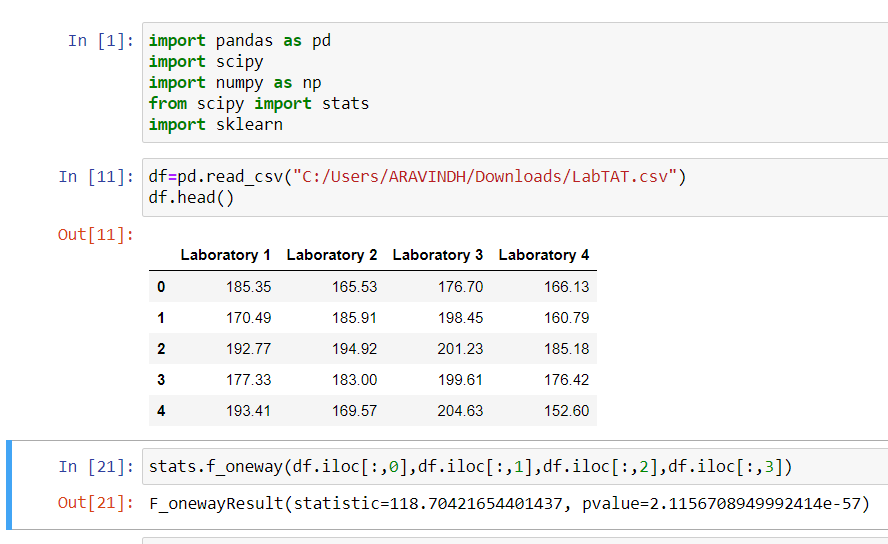 In [1]: import pandas as pd
import scipy
import numpy as np
from scipy import stats
import sklearn
In [11]: df=pd.read_csv("C:/Users/ARAVINDH/Downloads/LabTAT.csv")
df.head()
Out[11]:
Laboratory 1 Laboratory 2 Laboratory 3 Laboratory 4
0 185.35 165.53 176.70 166.13
1 170.49 185.91 198.45 160.79
2 192.77 194.92 201.23 185.18
3 177.33 183.00 199.61 176.42
4 193.41 169.57 204.63 152.60
In [21]: stats.f_oneway(df.iloc[:,0],df.iloc[:,1],df.iloc[:,2],df.iloc[:,3])
Out[21]: F_onewayResult(statistic=118.70421654401437, pvalue=2.1156708949992414e-57)